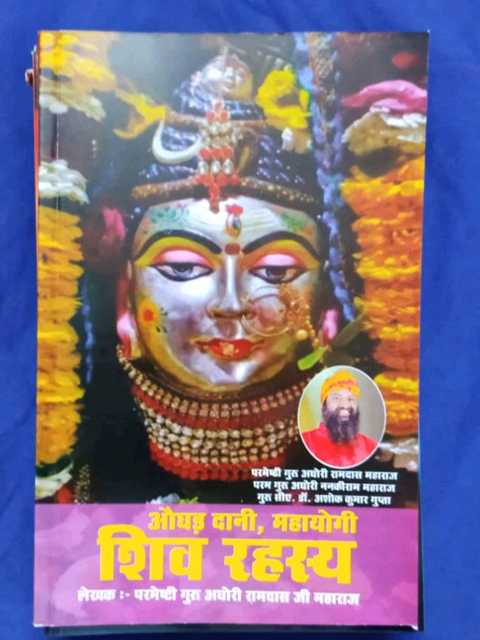 परमेष्टी गुरु अघोरी रामदास महाराज
परम गुरु अघोरी ननकीराम महाराज
गुरु सीए. डॉ. अशोक कुमार गुप्ता
औघड़ दानी, महायोगी
शिव रहस्य
लेखक :- परमेष्टी गुरु अघोरी रामदास जी महाराज